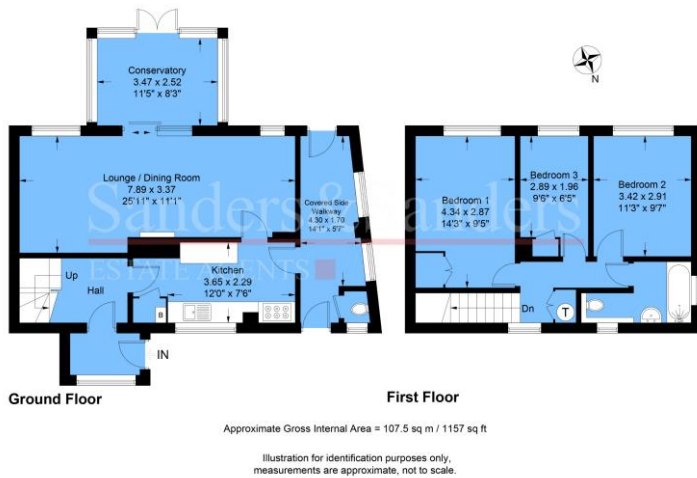 Conservatory
3.47 x 2.52
11'5" x 8'3"
N
Lounge / Dining Room
7.89 x 3.37
25'11" x 11'1"
Covered Side
Walkway
4.30 x 1.70
14'1" x 5'7"
Kitchen
3.65 x 2.29
12'0" x 7'6"
Up
Hall
B
IN
Bedroom 1
4.34 x 2.87
14'3" x 9'5"
Bedroom 3
2.89 x 1.96
9'6" x 6'5"
Bedroom 2
3.42 x 2.91
11'3" x 9'7"
Dn
T
Sanders & Sanders
ESTATE AGENTS
Ground Floor
First Floor
Approximate Gross Internal Area = 107.5 sq m / 1157 sq ft
Illustration for identification purposes only,
measurements are approximate, not to scale.